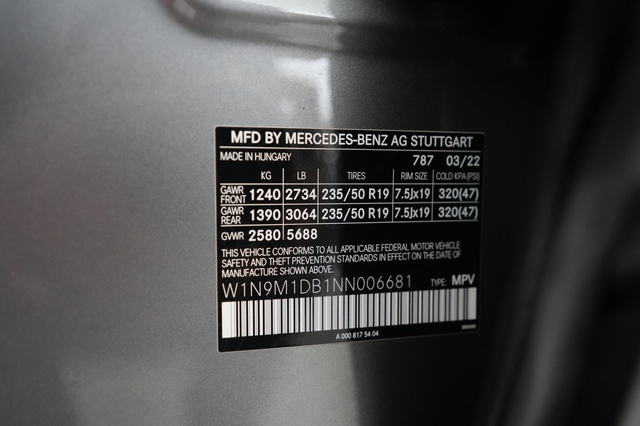 MFD BY MERCEDES-BENZ AG STUTTGART
MADE IN HUNGARY 787 03/22
KG LB TIRES RIM SIZE COLD KPA (PSI)
GAWR FRONT 1240 2734 235/50 R19 7.5Jx19 320(47)
GAWR REAR 1390 3064 235/50 R19 7.5Jx19 320(47)
GVWR 2580 5688
THIS VEHICLE CONFORMS TO ALL APPLICABLE FEDERAL MOTOR VEHICLE
SAFETY AND THEFT PREVENTION STANDARDS IN EFFECT ON THE DATE OF
MANUFACTURE SHOWN ABOVE.
W1N9M1DB1NN006681 TYPE: MPV
A 000 817 54 04